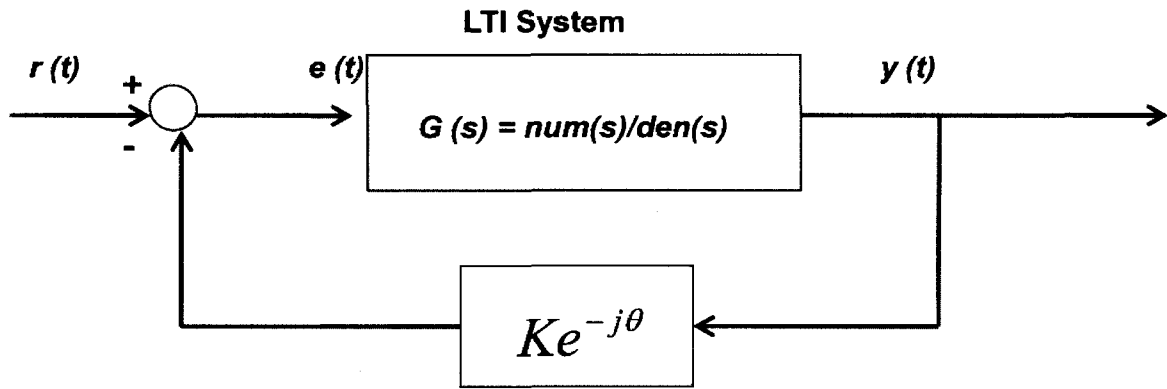 LTI System
r (t)
+
e (t)
y (t)
G (s) = num(s)/den(s)
-
Ke^{-jθ}